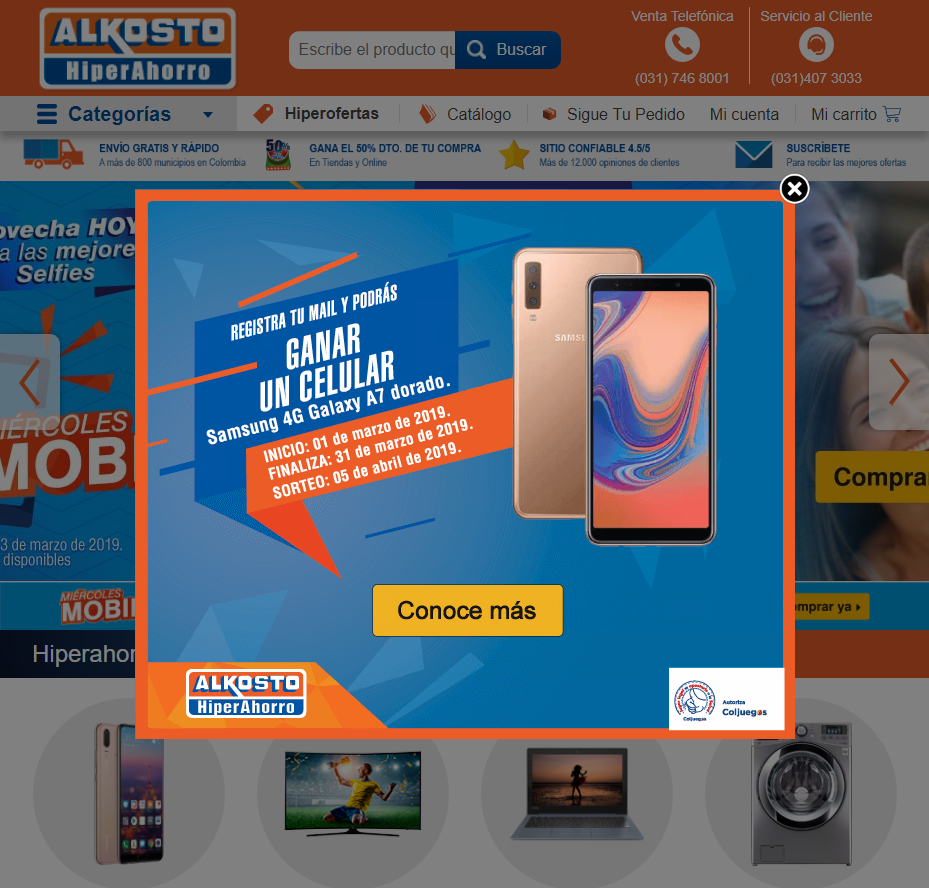 ALKOSTO
HiperAhorro
Escribe el producto qu
Buscar
Venta Telefónica
(031) 746 8001
Servicio al Cliente
(031)407 3033
Categorías
Hiperofertas
Catálogo
Sigue Tu Pedido
Mi cuenta
Mi carrito
ENVÍO GRATIS Y RÁPIDO
A más de 800 municipios en Colombia
50%
GANA EL 50% DTO. DE TU COMPRA
En Tiendas y Online
SITIO CONFIABLE 4.5/5
Más de 12.000 opiniones de clientes
SUSCRÍBETE
Para recibir las mejores ofertas
ovecha HOY
a las mejore
Selfies
MIÉRCOLES
MOBI
3 de marzo de 2019.
disponibles
Compra
REGISTRA TU MAIL Y PODRÁS
GANAR
UN CELULAR
Samsung 4G Galaxy A7 dorado.
INICIO: 01 de marzo de 2019.
FINALIZA: 31 de marzo de 2019.
SORTEO: 05 de abril de 2019.
SAMSU
Conoce más
MIÉRCOLES
MOBI
mprar ya
Hiperahor
ALKOSTO
HiperAhorro
Coljuegos
Autoriza
Coljuegos